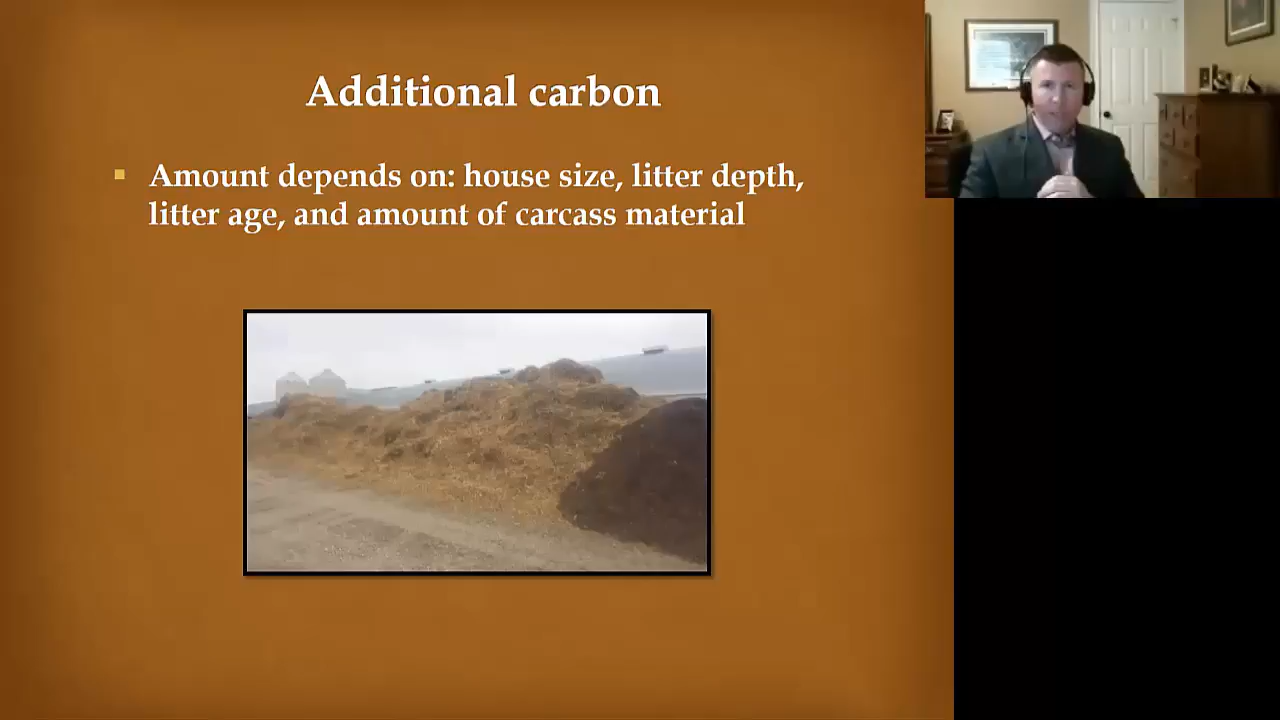 Additional carbon
Amount depends on: house size, litter depth,
litter age, and amount of carcass material